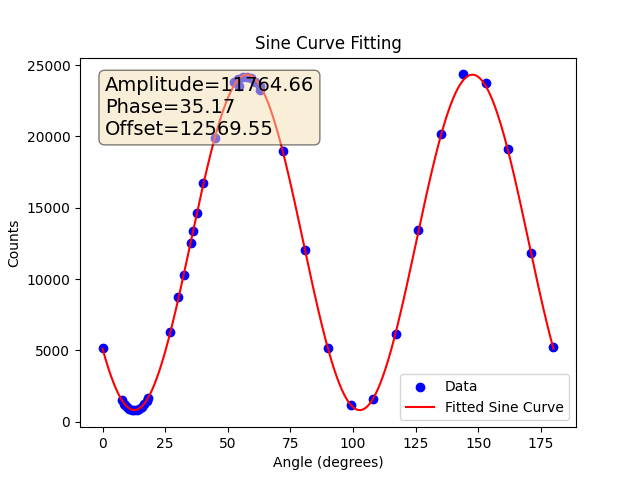 Sine Curve Fitting
Amplitude=11764.66
Phase=35.17
Offset=12569.55
25000
20000
15000
10000
5000
0
Counts
Data
Fitted Sine Curve
0 25 50 75 100 125 150 175
Angle (degrees)